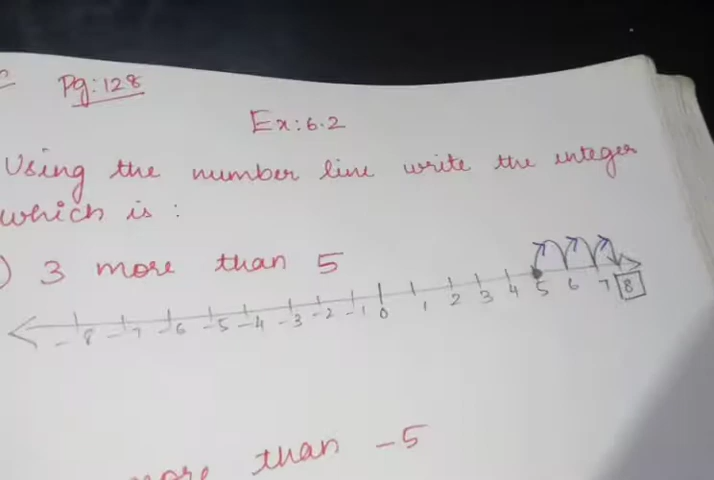 Pg:128
Ex:6.2
Using the number line write the integer
which is :
) 3 more than 5
-8 -7 -6 -5 -4 -3 -2 -1 0 1 2 3 4 5 6 7 8
more than -5